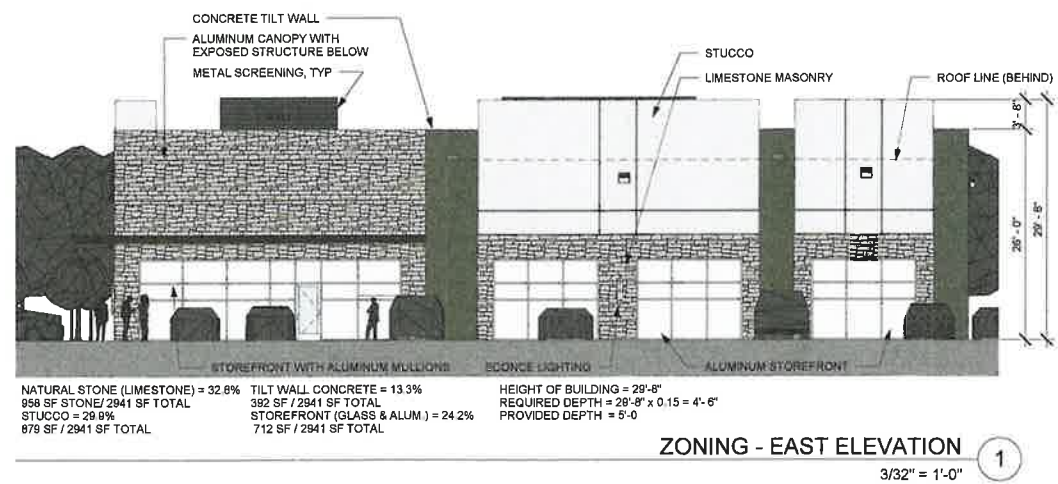 CONCRETE TILT WALL
ALUMINUM CANOPY WITH
EXPOSED STRUCTURE BELOW
METAL SCREENING, TYP
STUCCO
LIMESTONE MASONRY
ROOF LINE (BEHIND)
3' - 8"
26' - 0"
29' - 8"
STOREFRONT WITH ALUMINUM MULLIONS
SCONCE LIGHTING
ALUMINUM STOREFRONT
NATURAL STONE (LIMESTONE) = 32.6%
958 SF STONE/ 2941 SF TOTAL
STUCCO = 29.9%
879 SF / 2941 SF TOTAL
TILT WALL CONCRETE = 13.3%
392 SF / 2941 SF TOTAL
STOREFRONT (GLASS & ALUM.) = 24.2%
712 SF / 2941 SF TOTAL
HEIGHT OF BUILDING = 29'-8"
REQUIRED DEPTH = 29'-8" x 0.15 = 4'- 6"
PROVIDED DEPTH = 5'-0
ZONING - EAST ELEVATION
1
3/32" = 1'-0"